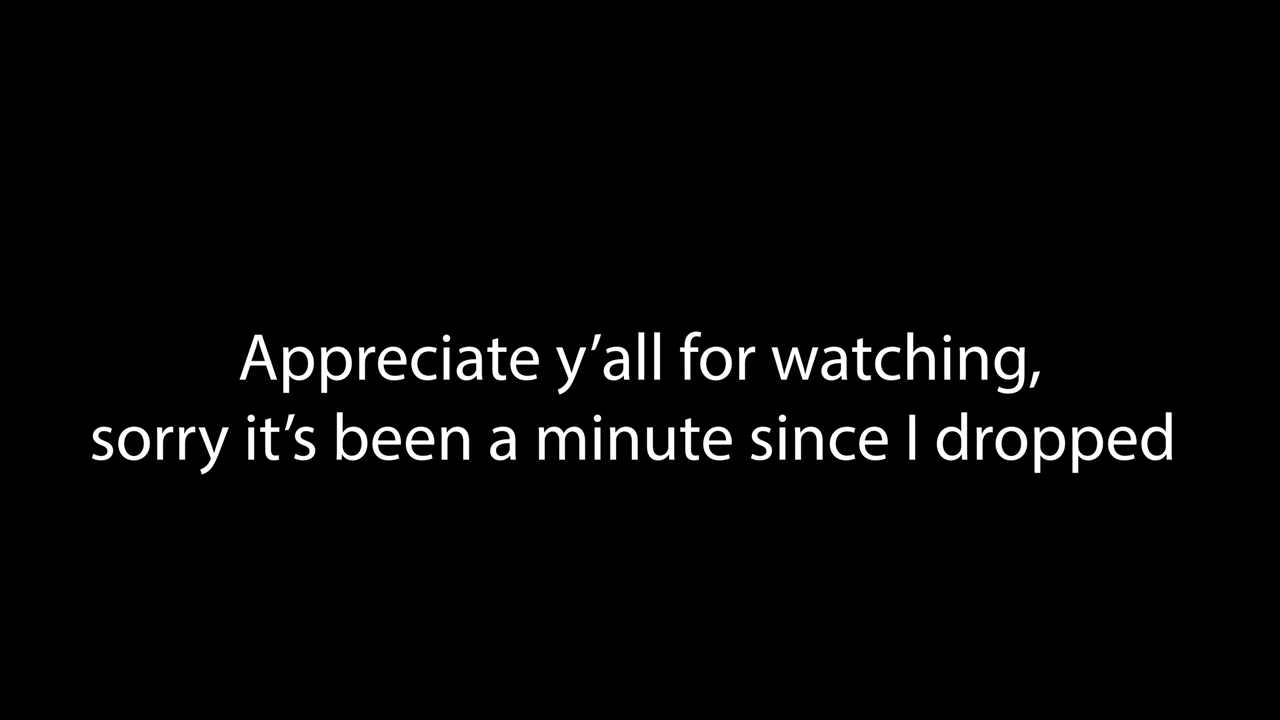 Appreciate y’all for watching,
sorry it’s been a minute since I dropped